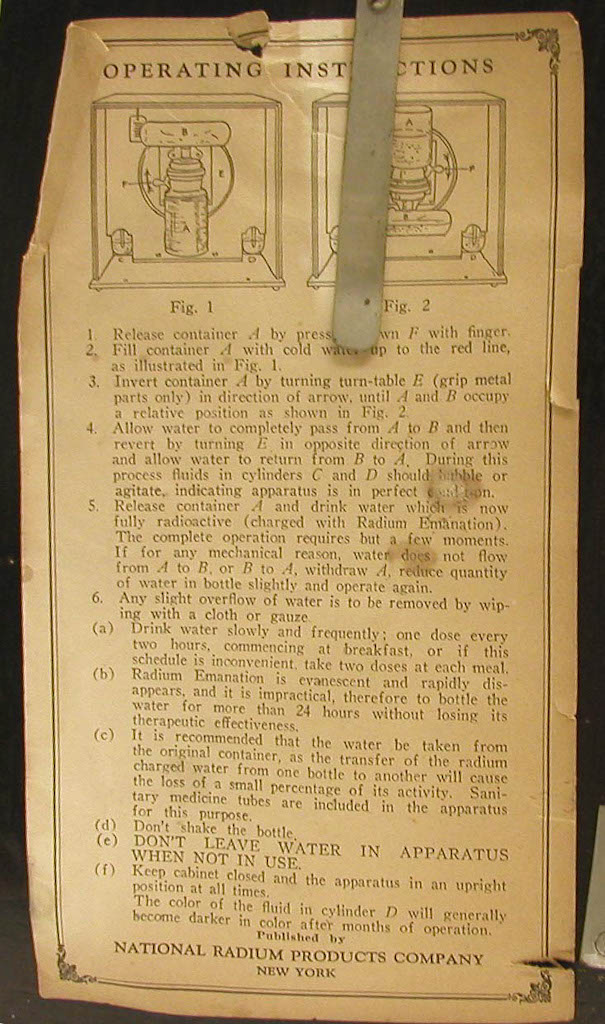 OPERATING INST CTIONS
B
F
E
A
C
D
A
F
B
Fig. 1
Fig. 2
1. Release container A by press wn F with finger.
2. Fill container A with cold water up to the red line,
as illustrated in Fig. 1.
3. Invert container A by turning turn-table E (grip metal
parts only) in direction of arrow, until A and B occupy
a relative position as shown in Fig. 2.
4. Allow water to completely pass from A to B and then
revert by turning E in opposite direction of arrow
and allow water to return from B to A. During this
process fluids in cylinders C and D should bubble or
agitate, indicating apparatus is in perfect condition.
5. Release container A and drink water which is now
fully radioactive (charged with Radium Emanation).
The complete operation requires but a few moments.
If for any mechanical reason, water does not flow
from A to B, or B to A, withdraw A, reduce quantity
of water in bottle slightly and operate again.
6. Any slight overflow of water is to be removed by wip-
ing with a cloth or gauze.
(a) Drink water slowly and frequently; one dose every
two hours, commencing at breakfast, or if this
schedule is inconvenient, take two doses at each meal.
(b) Radium Emanation is evanescent and rapidly dis-
appears, and it is impractical, therefore to bottle the
water for more than 24 hours without losing its
therapeutic effectiveness.
(c) It is recommended that the water be taken from
the original container, as the transfer of the radium
charged water from one bottle to another will cause
the loss of a small percentage of its activity. Sani-
tary medicine tubes are included in the apparatus
for this purpose.
(d) Don't shake the bottle.
(e) DON'T LEAVE WATER IN APPARATUS
WHEN NOT IN USE.
(f) Keep cabinet closed and the apparatus in an upright
position at all times.
The color of the fluid in cylinder D will generally
become darker in color after months of operation.
Published by
NATIONAL RADIUM PRODUCTS COMPANY
NEW YORK